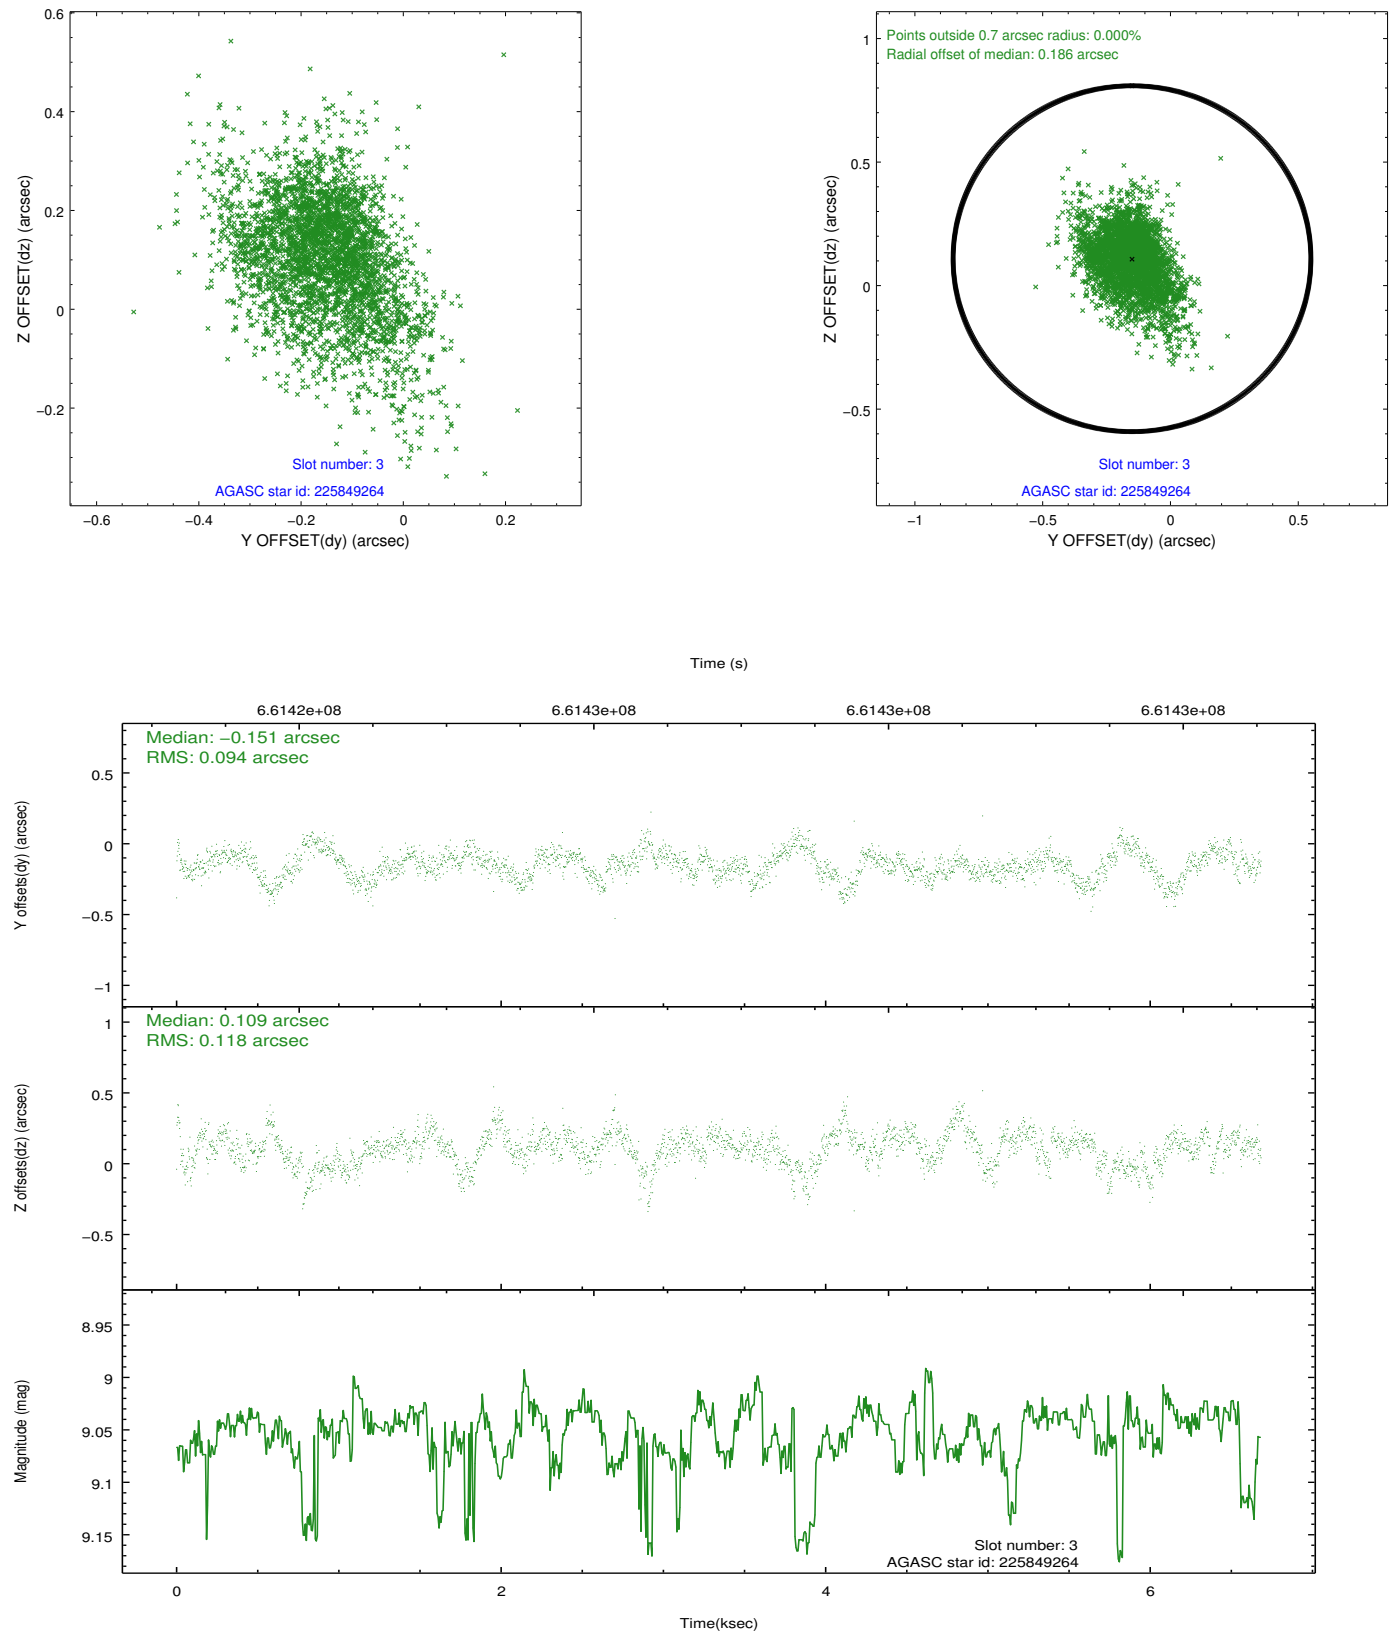 0.6
0.4
0.2
0
−0.2
Z OFFSET(dz) (arcsec)
Slot number: 3
AGASC star id: 225849264
−0.6
−0.4
−0.2
0
0.2
Y OFFSET(dy) (arcsec)
Points outside 0.7 arcsec radius: 0.000%
Radial offset of median: 0.186 arcsec
1
0.5
0
−0.5
Z OFFSET(dz) (arcsec)
Slot number: 3
AGASC star id: 225849264
−1
−0.5
0
0.5
Y OFFSET(dy) (arcsec)
Time (s)
6.6142e+08
6.6143e+08
6.6143e+08
6.6143e+08
Median: −0.151 arcsec
RMS: 0.094 arcsec
0.5
0
−0.5
−1
Y offsets(dy) (arcsec)
Median: 0.109 arcsec
RMS: 0.118 arcsec
1
0.5
0
−0.5
Z offsets(dz) (arcsec)
8.95
9
9.05
9.1
9.15
Magnitude (mag)
Slot number: 3
AGASC star id: 225849264
0
2
4
6
Time(ksec)